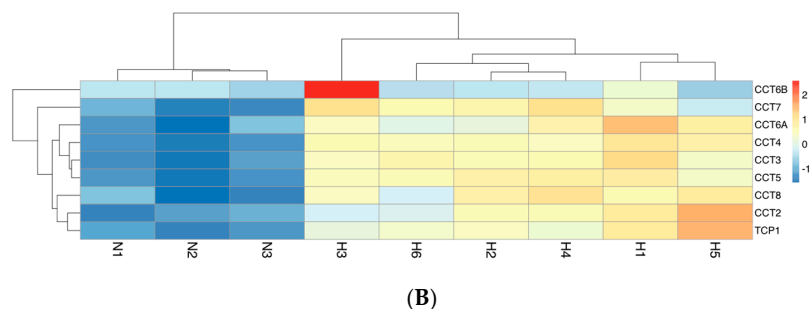 CCT6B
CCT7
CCT6A
CCT4
CCT3
CCT5
CCT8
CCT2
TCP1
2
1
0
-1
N1 N2 N3 H3 H6 H2 H4 H1 H5
(B)